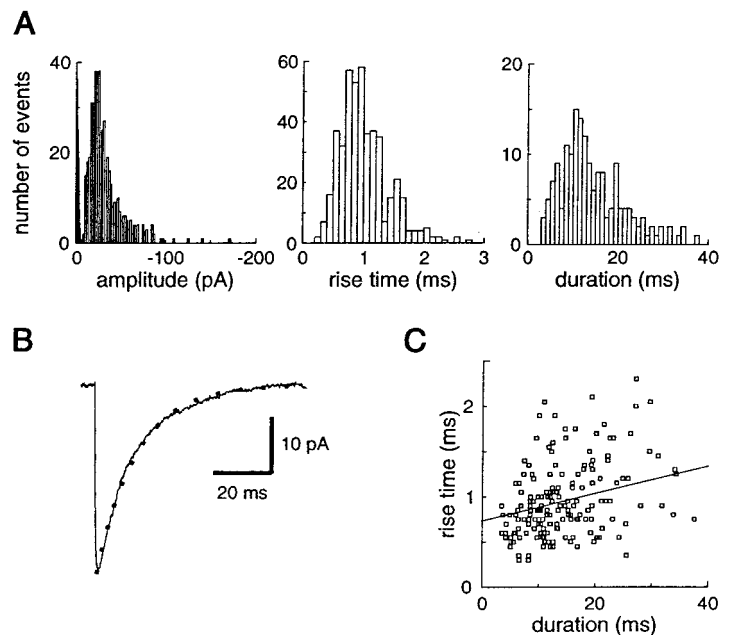 A
number of events
40
20
0
0
-100
-200
amplitude (pA)
60
40
20
0
0
1
2
3
rise time (ms)
20
10
0
0
20
40
duration (ms)
B
10 pA
20 ms
C
rise time (ms)
2
1
0
0
20
40
duration (ms)